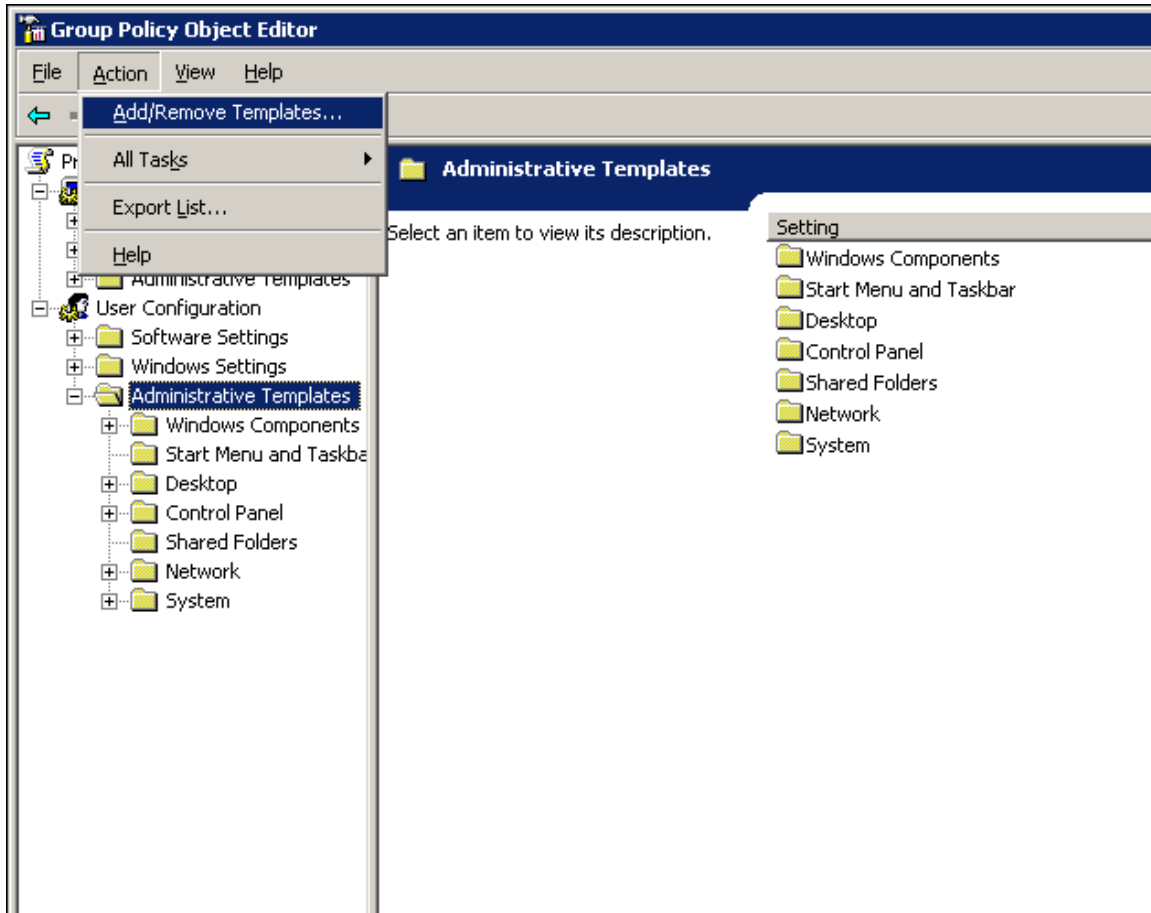 Group Policy Object Editor
File Action View Help
Add/Remove Templates...
All Tasks
Export List...
Help
Administrative Templates
User Configuration
Software Settings
Windows Settings
Administrative Templates
Windows Components
Start Menu and Taskba
Desktop
Control Panel
Shared Folders
Network
System
Administrative Templates
Select an item to view its description.
Setting
Windows Components
Start Menu and Taskbar
Desktop
Control Panel
Shared Folders
Network
System